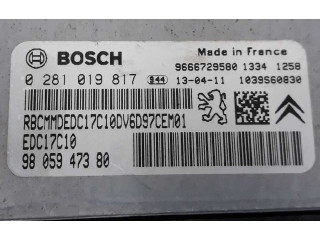 BOSCH
Made in France
9666729580 1334 1258
0 281 019 817 944 13-04-11 1039S60830
RBCMMDEDC17C10DV6D97CEM01
EDC17C10
98 059 473 80